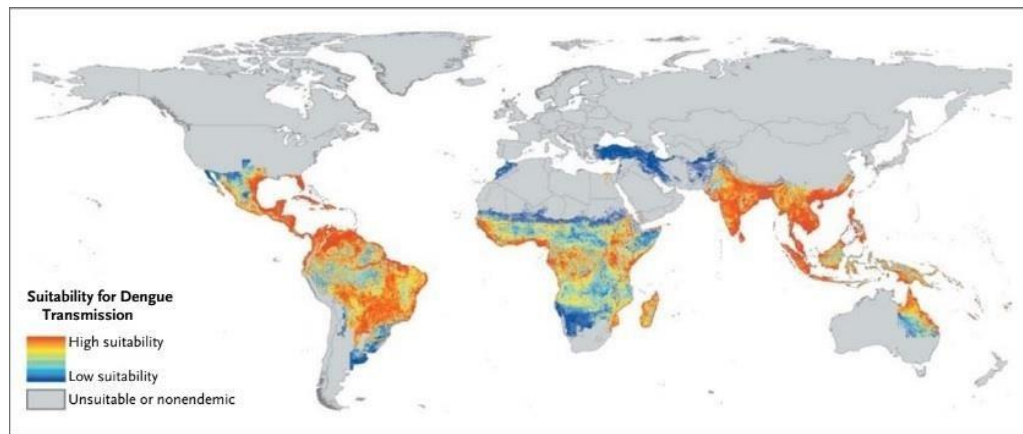 Suitability for Dengue
Transmission
High suitability
Low suitability
Unsuitable or nonendemic